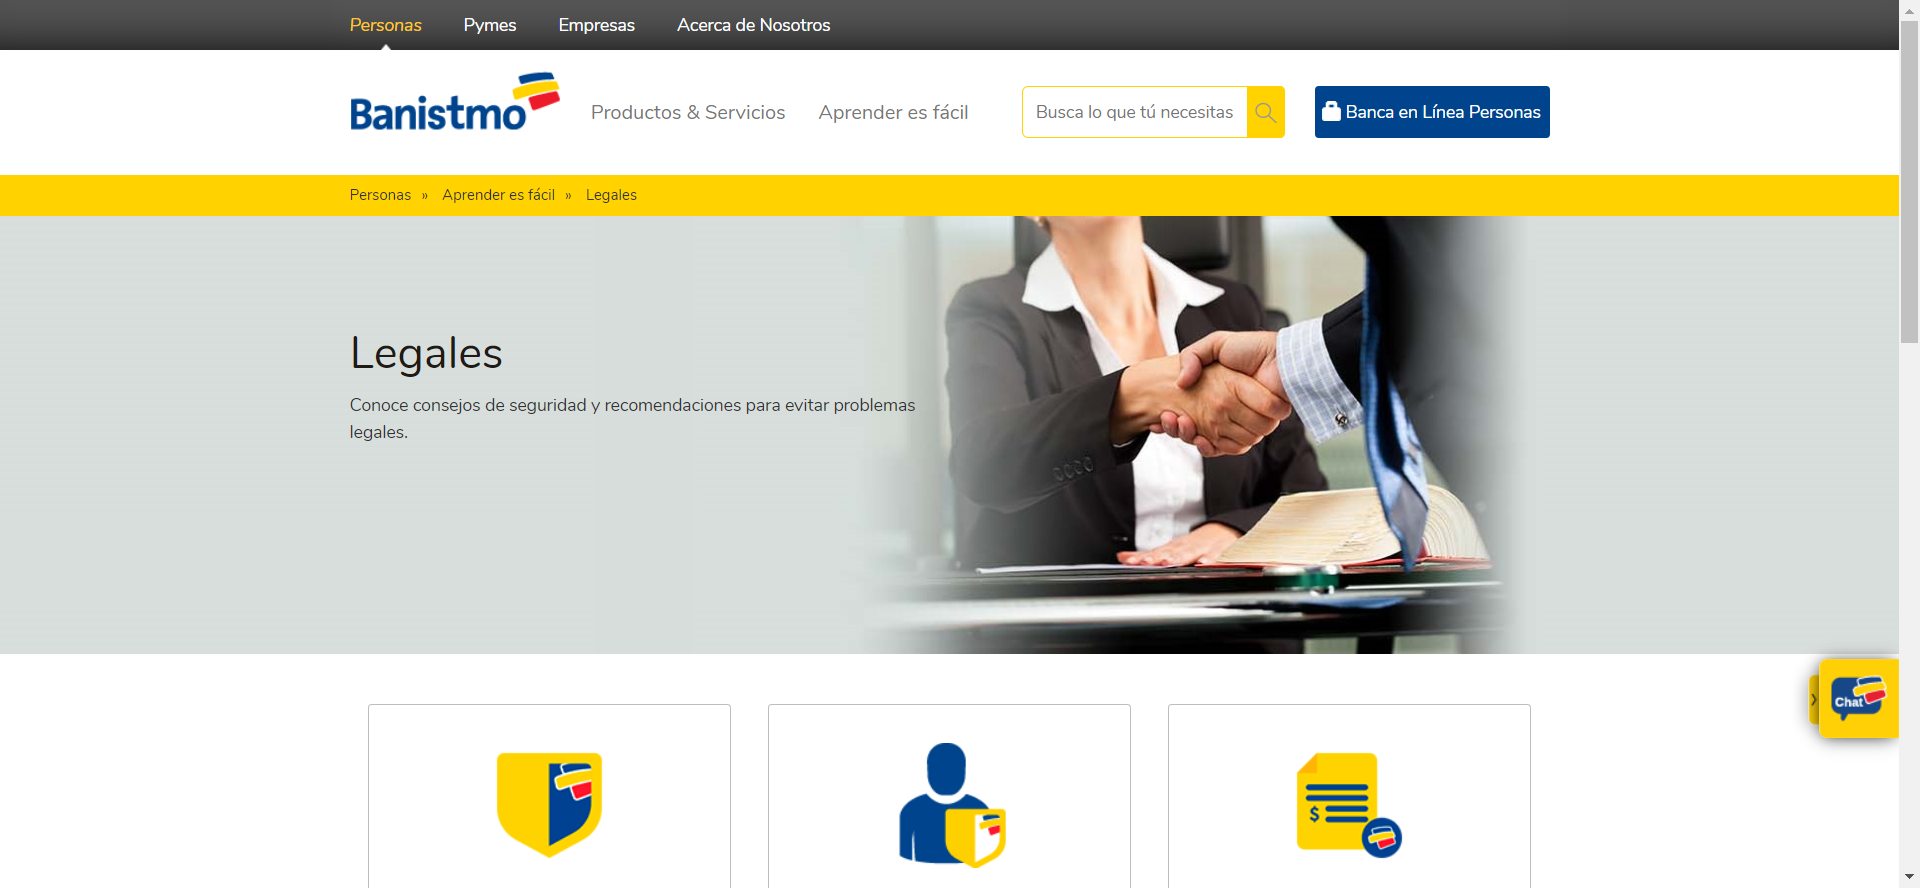 Personas Pymes Empresas Acerca de Nosotros
Banistmo Productos & Servicios Aprender es fácil Busca lo que tú necesitas Banca en Línea Personas
Personas » Aprender es fácil » Legales
Legales
Conoce consejos de seguridad y recomendaciones para evitar problemas
legales.
Chat
$